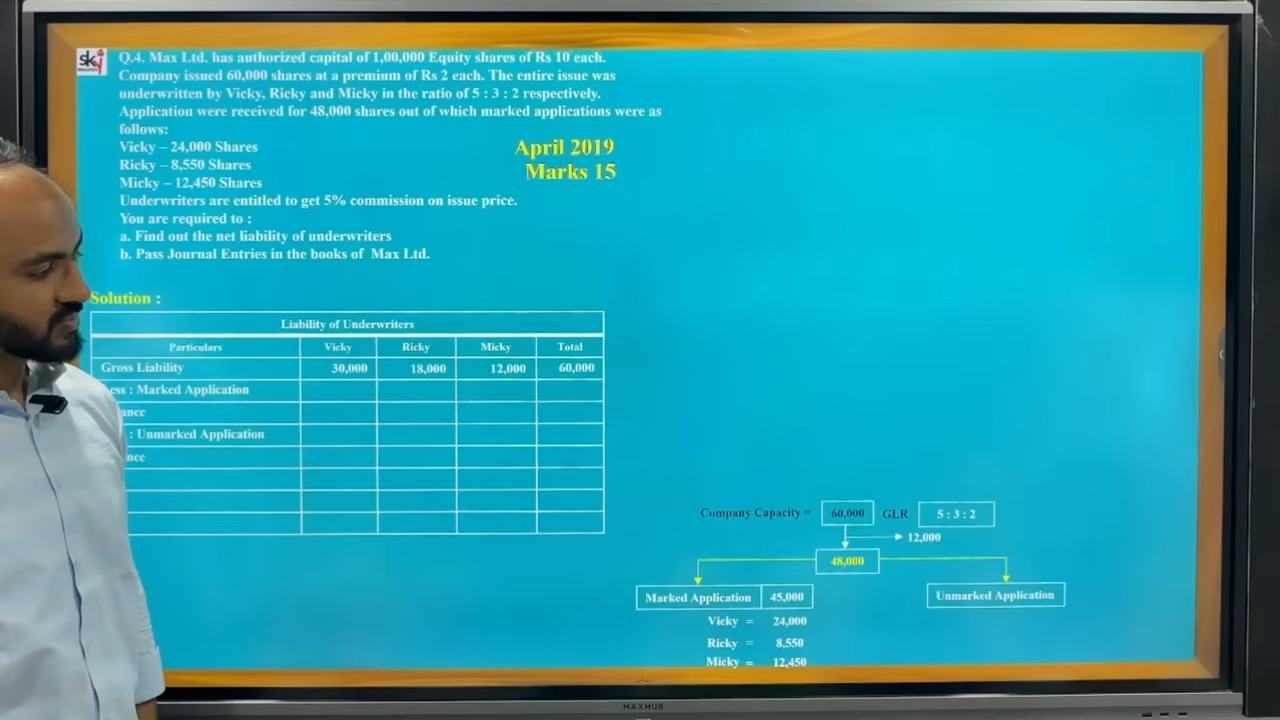 sky
Q.4. Max Ltd. has authorized capital of 1,00,000 Equity shares of Rs 10 each.
Company issued 60,000 shares at a premium of Rs 2 each. The entire issue was
underwritten by Vicky, Ricky and Micky in the ratio of 5 : 3 : 2 respectively.
Application were received for 48,000 shares out of which marked applications were as
follows:
Vicky – 24,000 Shares
Ricky – 8,550 Shares
Micky – 12,450 Shares
April 2019
Marks 15
Underwriters are entitled to get 5% commission on issue price.
You are required to :
a. Find out the net liability of underwriters
b. Pass Journal Entries in the books of Max Ltd.
Solution :
Liability of Underwriters
Particulars Vicky Ricky Micky Total
Gross Liability 30,000 18,000 12,000 60,000
ess : Marked Application
ance
: Unmarked Application
nce
Company Capacity = 60,000 GLR 5 : 3 : 2
12,000
48,000
Marked Application 45,000 Unmarked Application
Vicky = 24,000
Ricky = 8,550
Micky = 12,450
MAXHUB